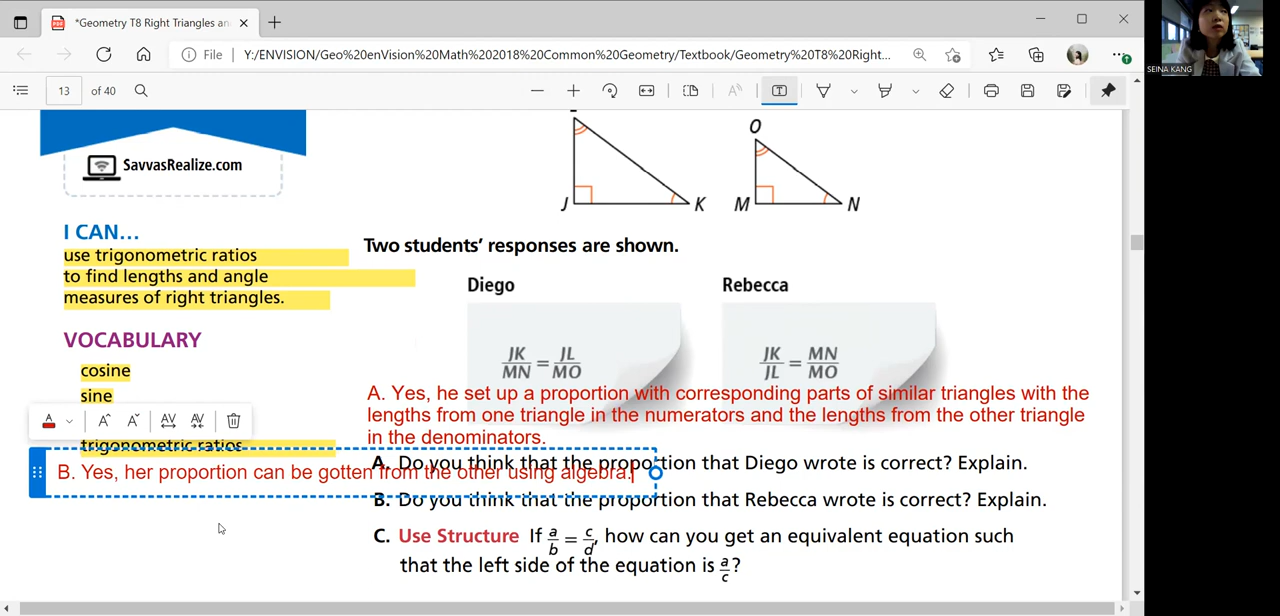 *Geometry T8 Right Triangles an
File Y:/ENVISION/Geo%20enVision%20Math%202018%20Common%20Geometry/Textbook/Geometry%20T8%20Right...
13 of 40
SEINA KANG
SavvasRealize.com
I CAN...
use trigonometric ratios
to find lengths and angle
measures of right triangles.
VOCABULARY
cosine
sine
trigonometric ratios
J K
O
M N
Two students' responses are shown.
Diego
JK/MN = JL/MO
Rebecca
JK/JL = MN/MO
A. Yes, he set up a proportion with corresponding parts of similar triangles with the
lengths from one triangle in the numerators and the lengths from the other triangle
in the denominators.
A. Do you think that the proportion that Diego wrote is correct? Explain.
B. Yes, her proportion can be gotten from the other using algebra.
B. Do you think that the proportion that Rebecca wrote is correct? Explain.
C. Use Structure If a/b = c/d, how can you get an equivalent equation such
that the left side of the equation is a/c?